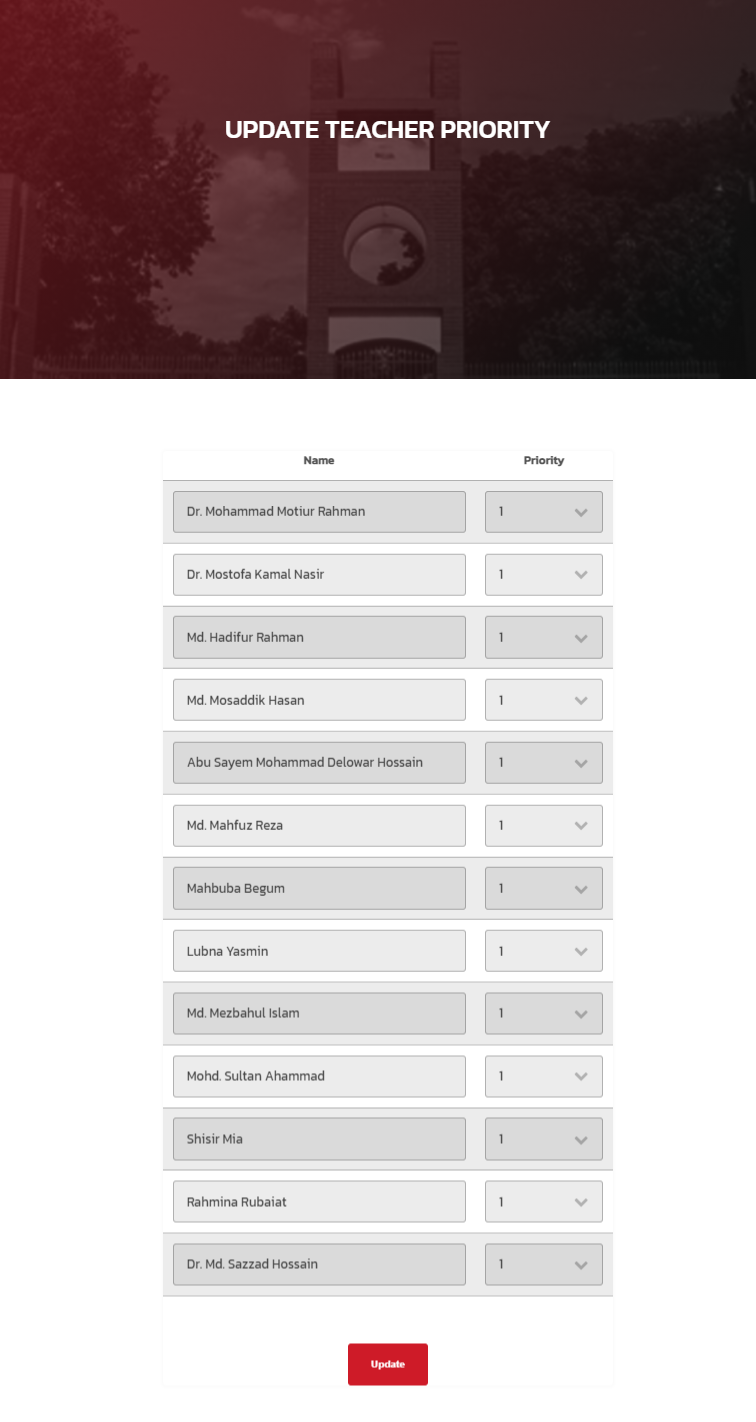 UPDATE TEACHER PRIORITY
Name Priority
Dr. Mohammad Motiur Rahman 1
Dr. Mostofa Kamal Nasir 1
Md. Hadifur Rahman 1
Md. Mosaddik Hasan 1
Abu Sayem Mohammad Delowar Hossain 1
Md. Mahfuz Reza 1
Mahbuba Begum 1
Lubna Yasmin 1
Md. Mezbahul Islam 1
Mohd. Sultan Ahammad 1
Shisir Mia 1
Rahmina Rubaiat 1
Dr. Md. Sazzad Hossain 1
Update